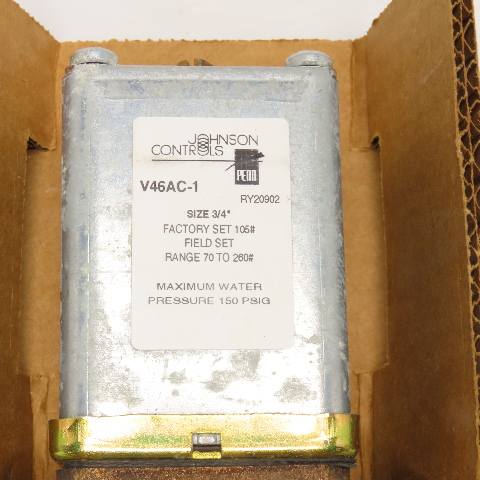 JOHNSON
CONTROLS
PENN
V46AC-1
RY20902
SIZE 3/4"
FACTORY SET 105#
FIELD SET
RANGE 70 TO 260#
MAXIMUM WATER
PRESSURE 150 PSIG